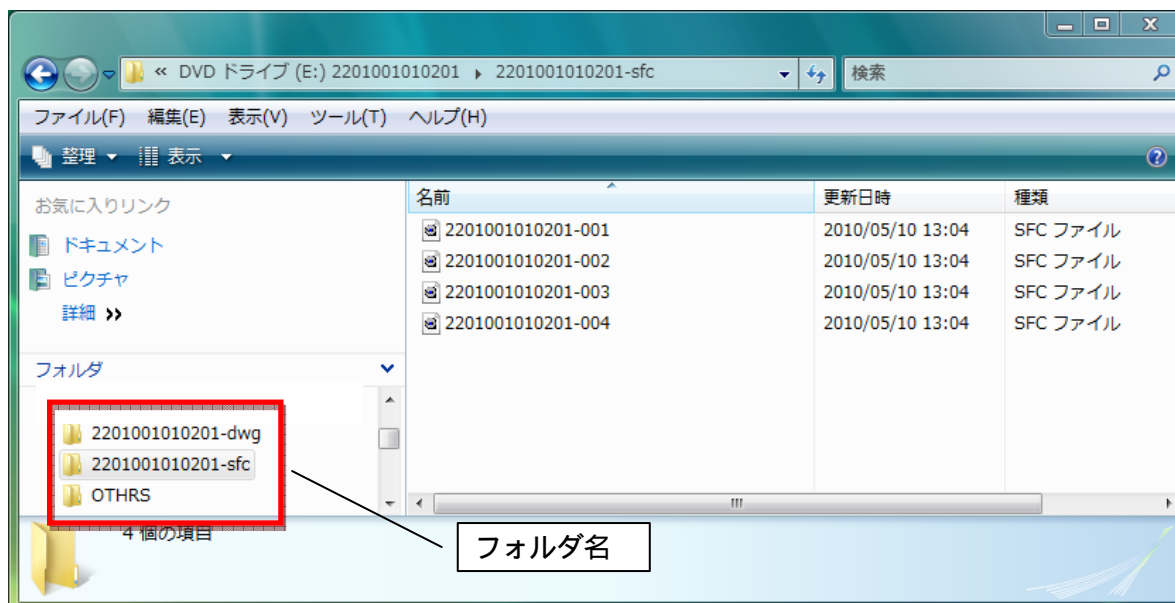 « DVD ドライブ (E:) 2201001010201 ▸ 2201001010201-sfc 検索
ファイル(F) 編集(E) 表示(V) ツール(T) ヘルプ(H)
整理 表示
お気に入りリンク
ドキュメント
ピクチャ
詳細 »
フォルダ
2201001010201-dwg
2201001010201-sfc
OTHRS
名前 更新日時 種類
2201001010201-001 2010/05/10 13:04 SFC ファイル
2201001010201-002 2010/05/10 13:04 SFC ファイル
2201001010201-003 2010/05/10 13:04 SFC ファイル
2201001010201-004 2010/05/10 13:04 SFC ファイル
4 個の項目
フォルダ名